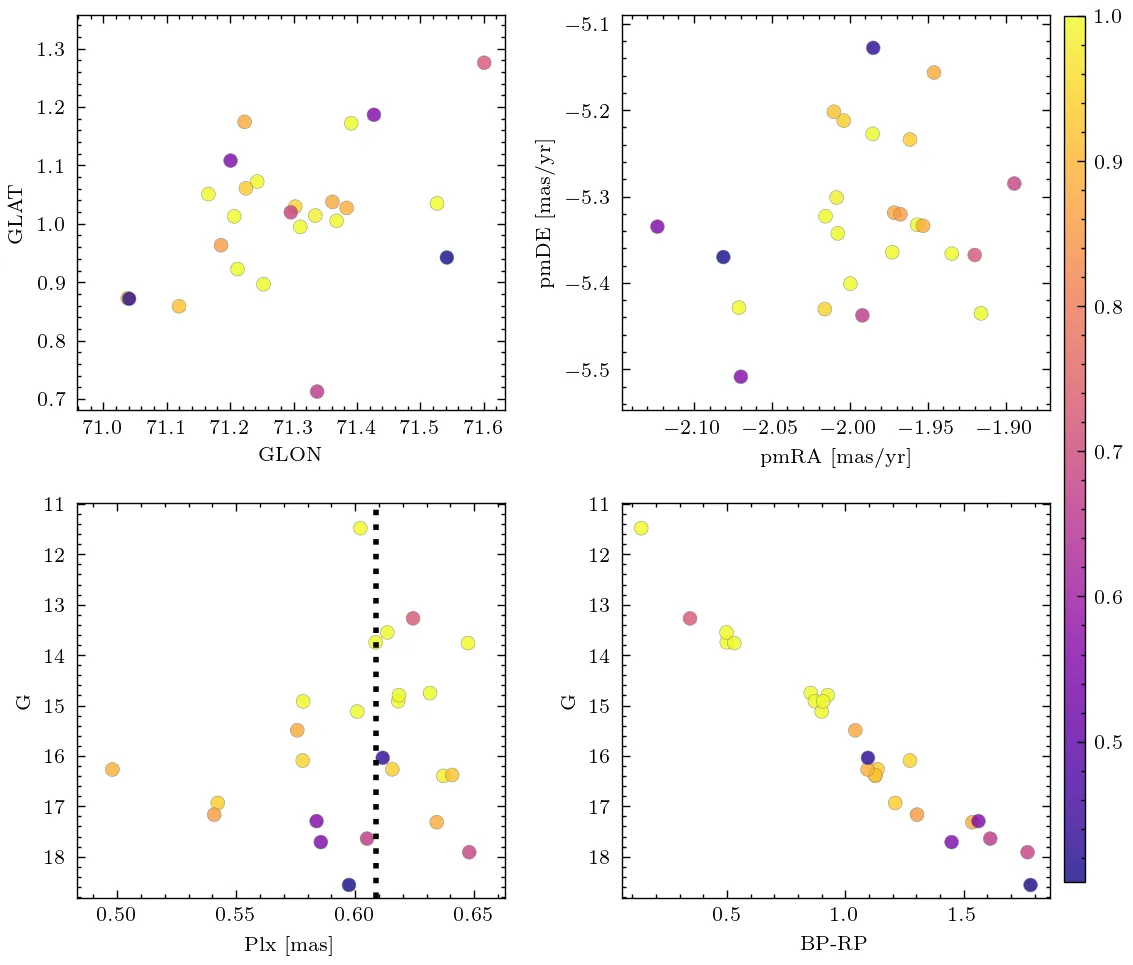 1.3
1.2
1.1
1.0
0.9
0.8
0.7
GLAT
71.0 71.1 71.2 71.3 71.4 71.5 71.6
GLON
−5.1
−5.2
−5.3
−5.4
−5.5
pmDE [mas/yr]
−2.10 −2.05 −2.00 −1.95 −1.90
pmRA [mas/yr]
1.0
0.9
0.8
0.7
0.6
0.5
11
12
13
14
15
16
17
18
G
0.50 0.55 0.60 0.65
Plx [mas]
11
12
13
14
15
16
17
18
G
0.5 1.0 1.5
BP-RP